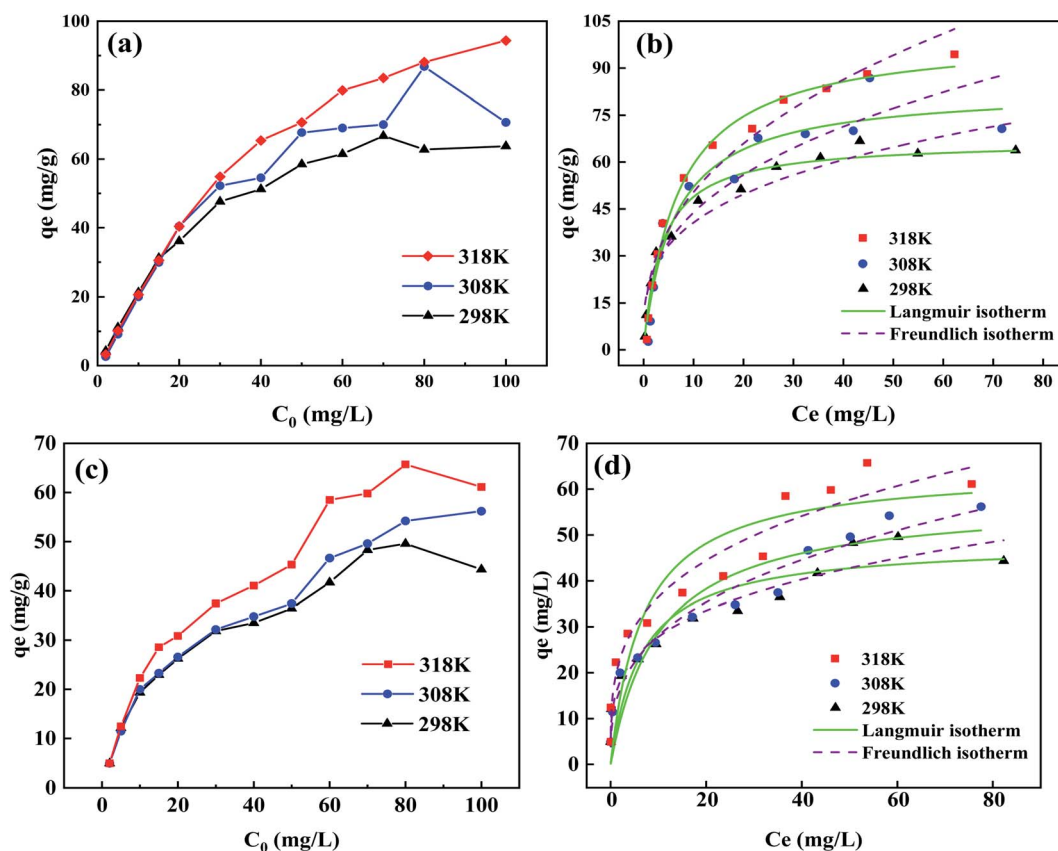 (a)
100
80
60
40
20
0
qe (mg/g)
318K
308K
298K
0 20 40 60 80 100
C₀ (mg/L)
(b)
105
90
75
60
45
30
15
0
qe (mg/g)
318K
308K
298K
Langmuir isotherm
Freundlich isotherm
0 10 20 30 40 50 60 70 80
Ce (mg/L)
(c)
70
60
50
40
30
20
10
0
qe (mg/g)
318K
308K
298K
0 20 40 60 80 100
C₀ (mg/L)
(d)
70
60
50
40
30
20
10
0
qe (mg/L)
318K
308K
298K
Langmuir isotherm
Freundlich isotherm
0 20 40 60 80
Ce (mg/L)